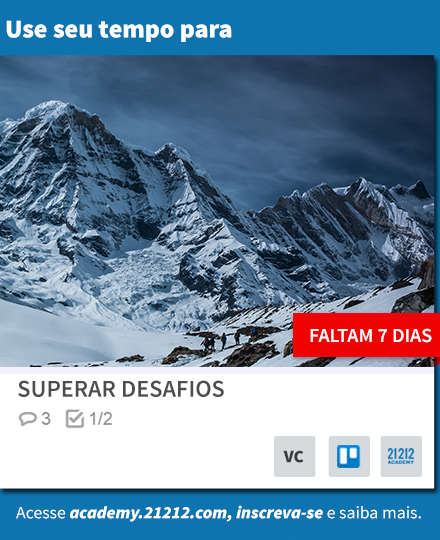 Use seu tempo para
FALTAM 7 DIAS
SUPERAR DESAFIOS
3 1/2
VC
21212
ACADEMY
Acesse academy.21212.com, inscreva-se e saiba mais.